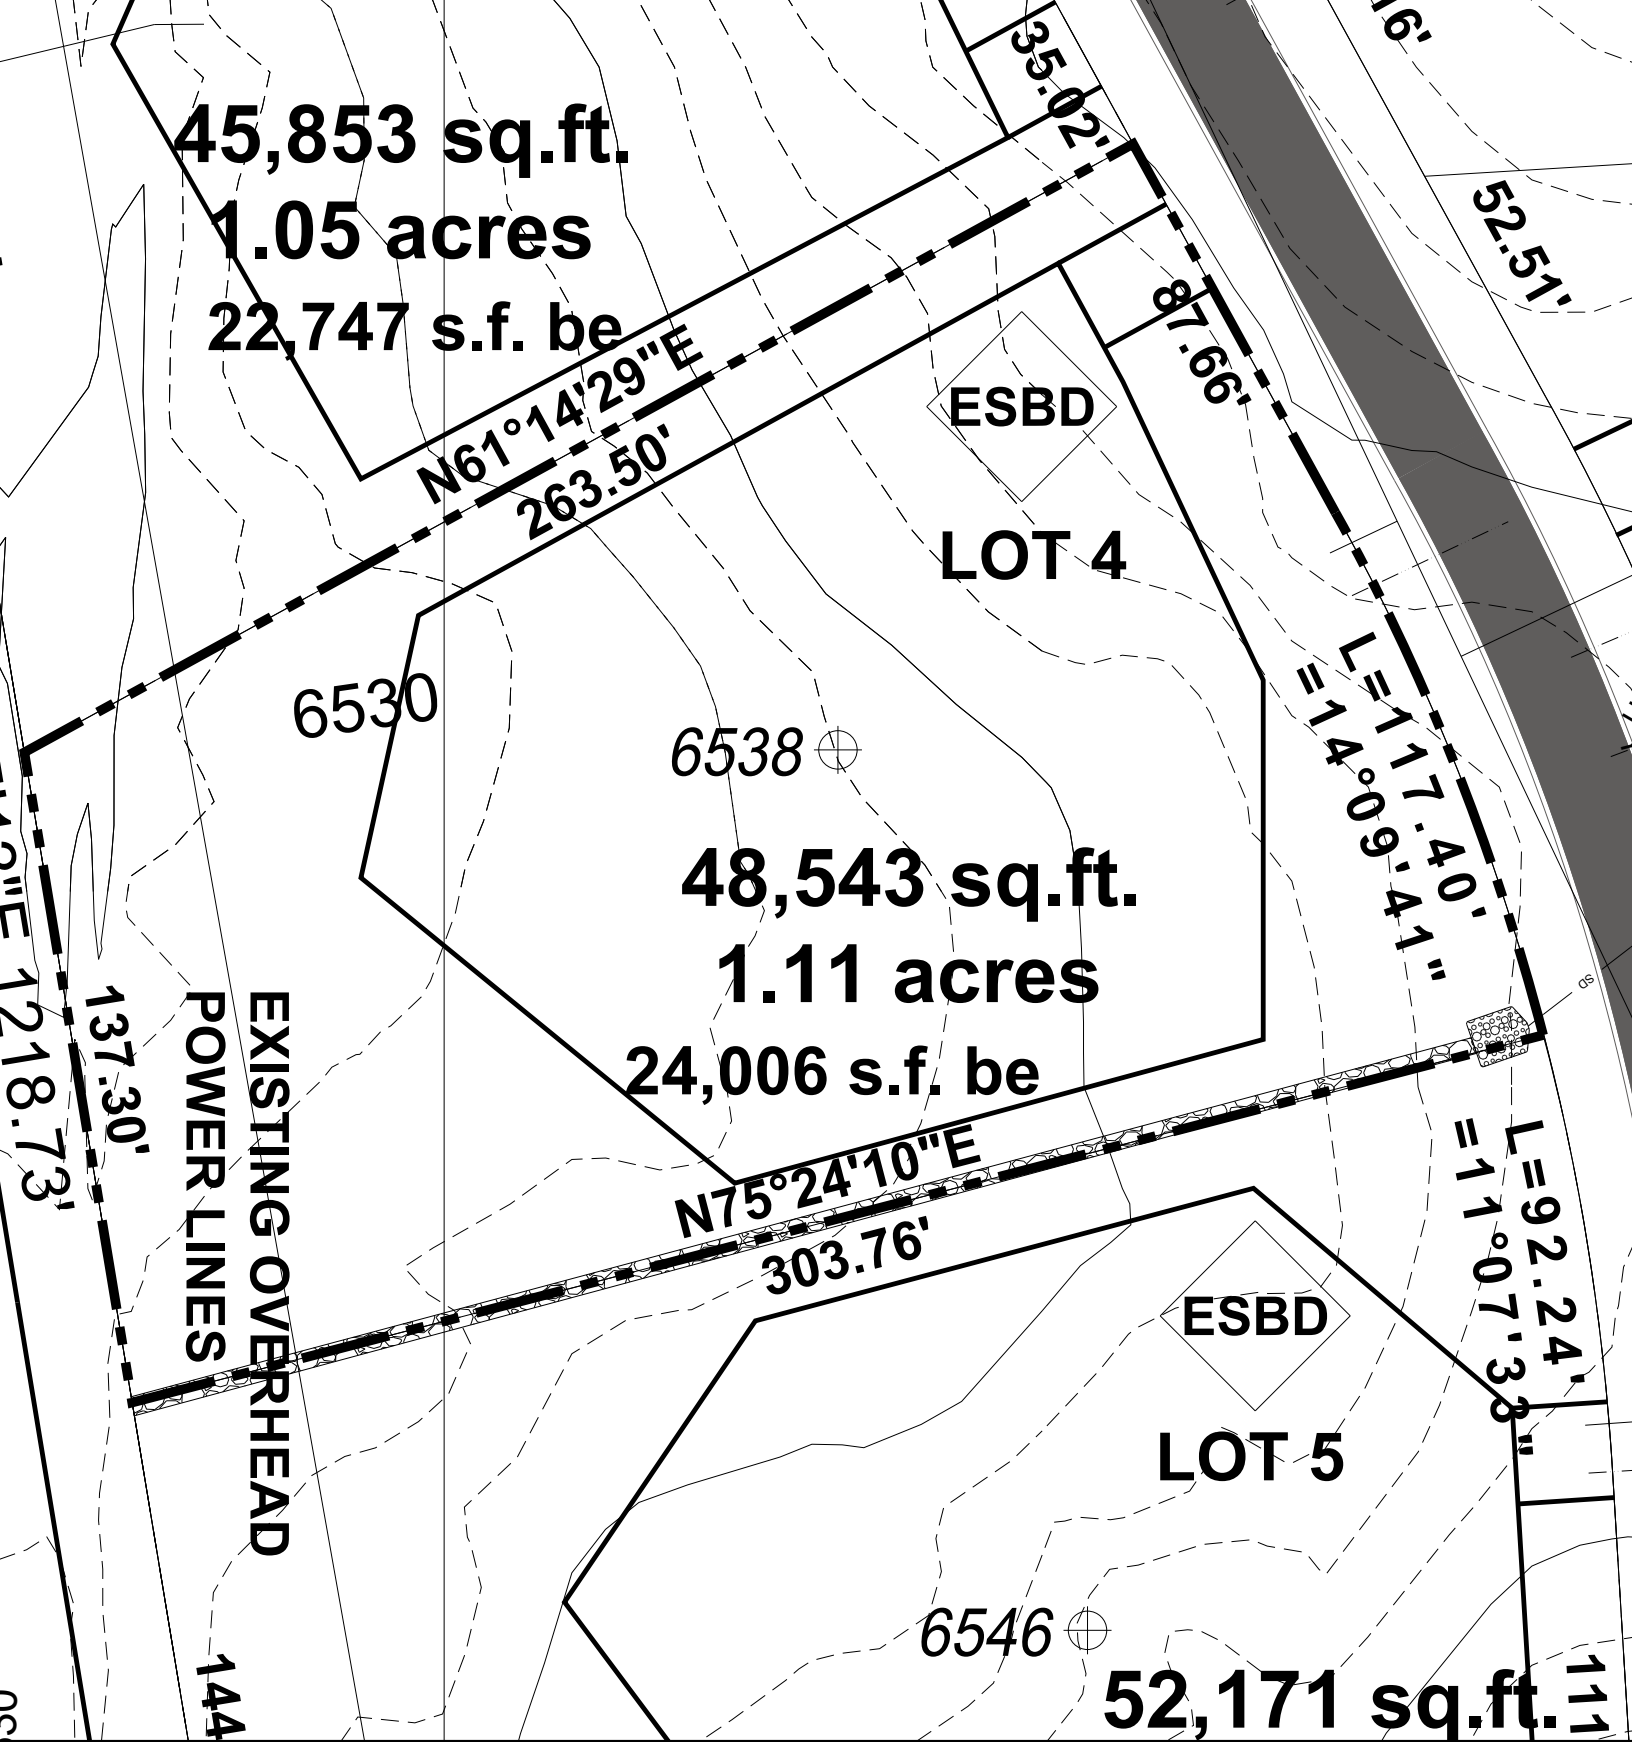 45,853 sq.ft.
1.05 acres
22,747 s.f. be
35.02'
52.51'
N61°14'29"E
263.50'
87.66'
ESBD
LOT 4
6530
6538
L=117.40'
=14°09'41"
48,543 sq.ft.
1.11 acres
24,006 s.f. be
SD
137.30'
1218.73'
EXISTING OVERHEAD
POWER LINES
N75°24'10"E
303.76'
L=92.24'
=11°07'33"
ESBD
LOT 5
6546
52,171 sq.ft.
144
111